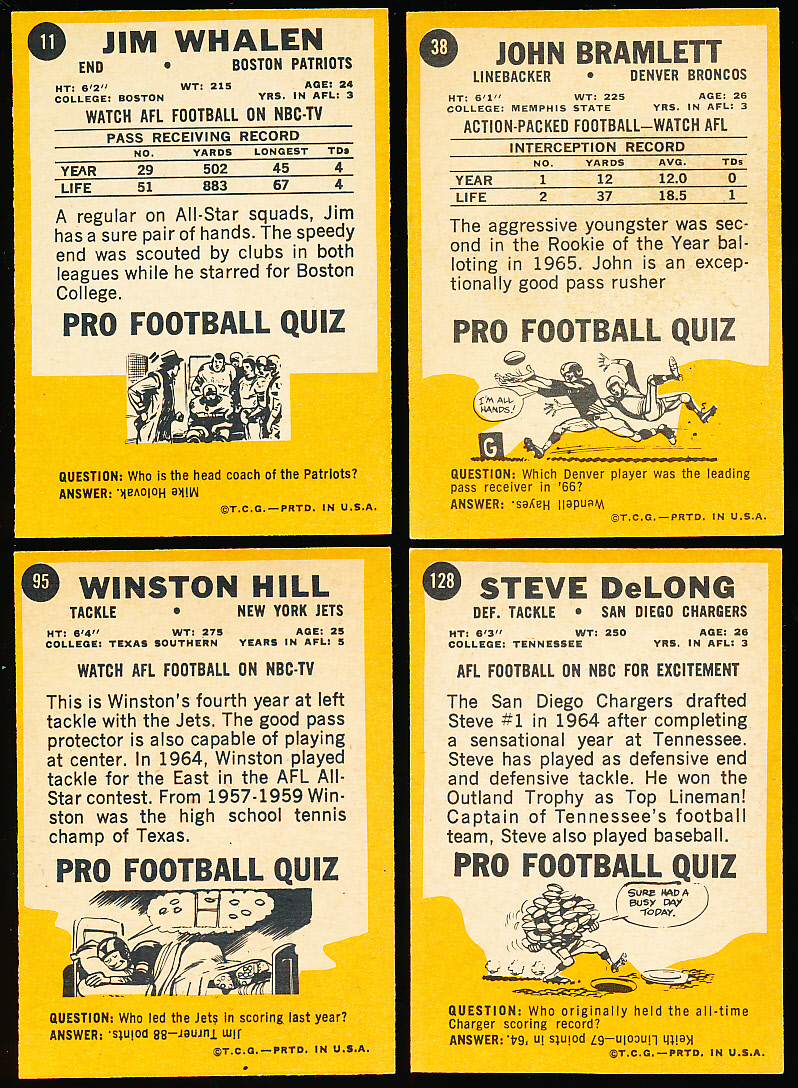 11
JIM WHALEN
END • BOSTON PATRIOTS
HT: 6'2" WT: 215 AGE: 24
COLLEGE: BOSTON YRS. IN AFL: 3
WATCH AFL FOOTBALL ON NBC-TV
PASS RECEIVING RECORD
NO. YARDS LONGEST TDs
YEAR 29 502 45 4
LIFE 51 883 67 4
A regular on All-Star squads, Jim
has a sure pair of hands. The speedy
end was scouted by clubs in both
leagues while he starred for Boston
College.
PRO FOOTBALL QUIZ
QUESTION: Who is the head coach of the Patriots?
ANSWER: Mike Holovak.
©T.C.G.—PRTD. IN U.S.A.
38
JOHN BRAMLETT
LINEBACKER • DENVER BRONCOS
HT: 6'1" WT: 225 AGE: 26
COLLEGE: MEMPHIS STATE YRS. IN AFL: 3
ACTION-PACKED FOOTBALL—WATCH AFL
INTERCEPTION RECORD
NO. YARDS AVG. TDs
YEAR 1 12 12.0 0
LIFE 2 37 18.5 1
The aggressive youngster was sec-
ond in the Rookie of the Year bal-
loting in 1965. John is an excep-
tionally good pass rusher
PRO FOOTBALL QUIZ
I'M ALL
HANDS!
G
QUESTION: Which Denver player was the leading
pass receiver in '66?
ANSWER: Wendell Hayes.
©T.C.G.—PRTD. IN U.S.A.
95
WINSTON HILL
TACKLE • NEW YORK JETS
HT: 6'4" WT: 275 AGE: 25
COLLEGE: TEXAS SOUTHERN YEARS IN AFL: 5
WATCH AFL FOOTBALL ON NBC-TV
This is Winston's fourth year at left
tackle with the Jets. The good pass
protector is also capable of playing
at center. In 1964, Winston played
tackle for the East in the AFL All-
Star contest. From 1957-1959 Win-
ston was the high school tennis
champ of Texas.
PRO FOOTBALL QUIZ
QUESTION: Who led the Jets in scoring last year?
ANSWER: Jim Turner—88 points.
©T.C.G.—PRTD. IN U.S.A.
128
STEVE DeLONG
DEF. TACKLE • SAN DIEGO CHARGERS
HT: 6'3" WT: 250 AGE: 26
COLLEGE: TENNESSEE YRS. IN AFL: 3
AFL FOOTBALL ON NBC FOR EXCITEMENT
The San Diego Chargers drafted
Steve #1 in 1964 after completing
a sensational year at Tennessee.
Steve has played as defensive end
and defensive tackle. He won the
Outland Trophy as Top Lineman!
Captain of Tennessee's football
team, Steve also played baseball.
PRO FOOTBALL QUIZ
SURE HAD A
BUSY DAY
TODAY.
QUESTION: Who originally held the all-time
Charger scoring record?
ANSWER: Keith Lincoln—67 points in '64.
©T.C.G.—PRTD. IN U.S.A.